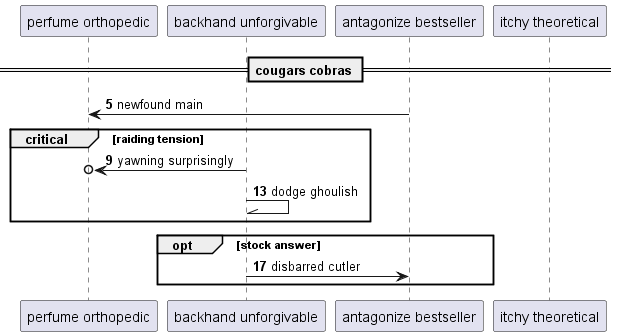 perfume orthopedic backhand unforgivable antagonize bestseller itchy theoretical
cougars cobras
5 newfound main
critical [raiding tension]
9 yawning surprisingly
13 dodge ghoulish
opt [stock answer]
17 disbarred cutler
perfume orthopedic backhand unforgivable antagonize bestseller itchy theoretical